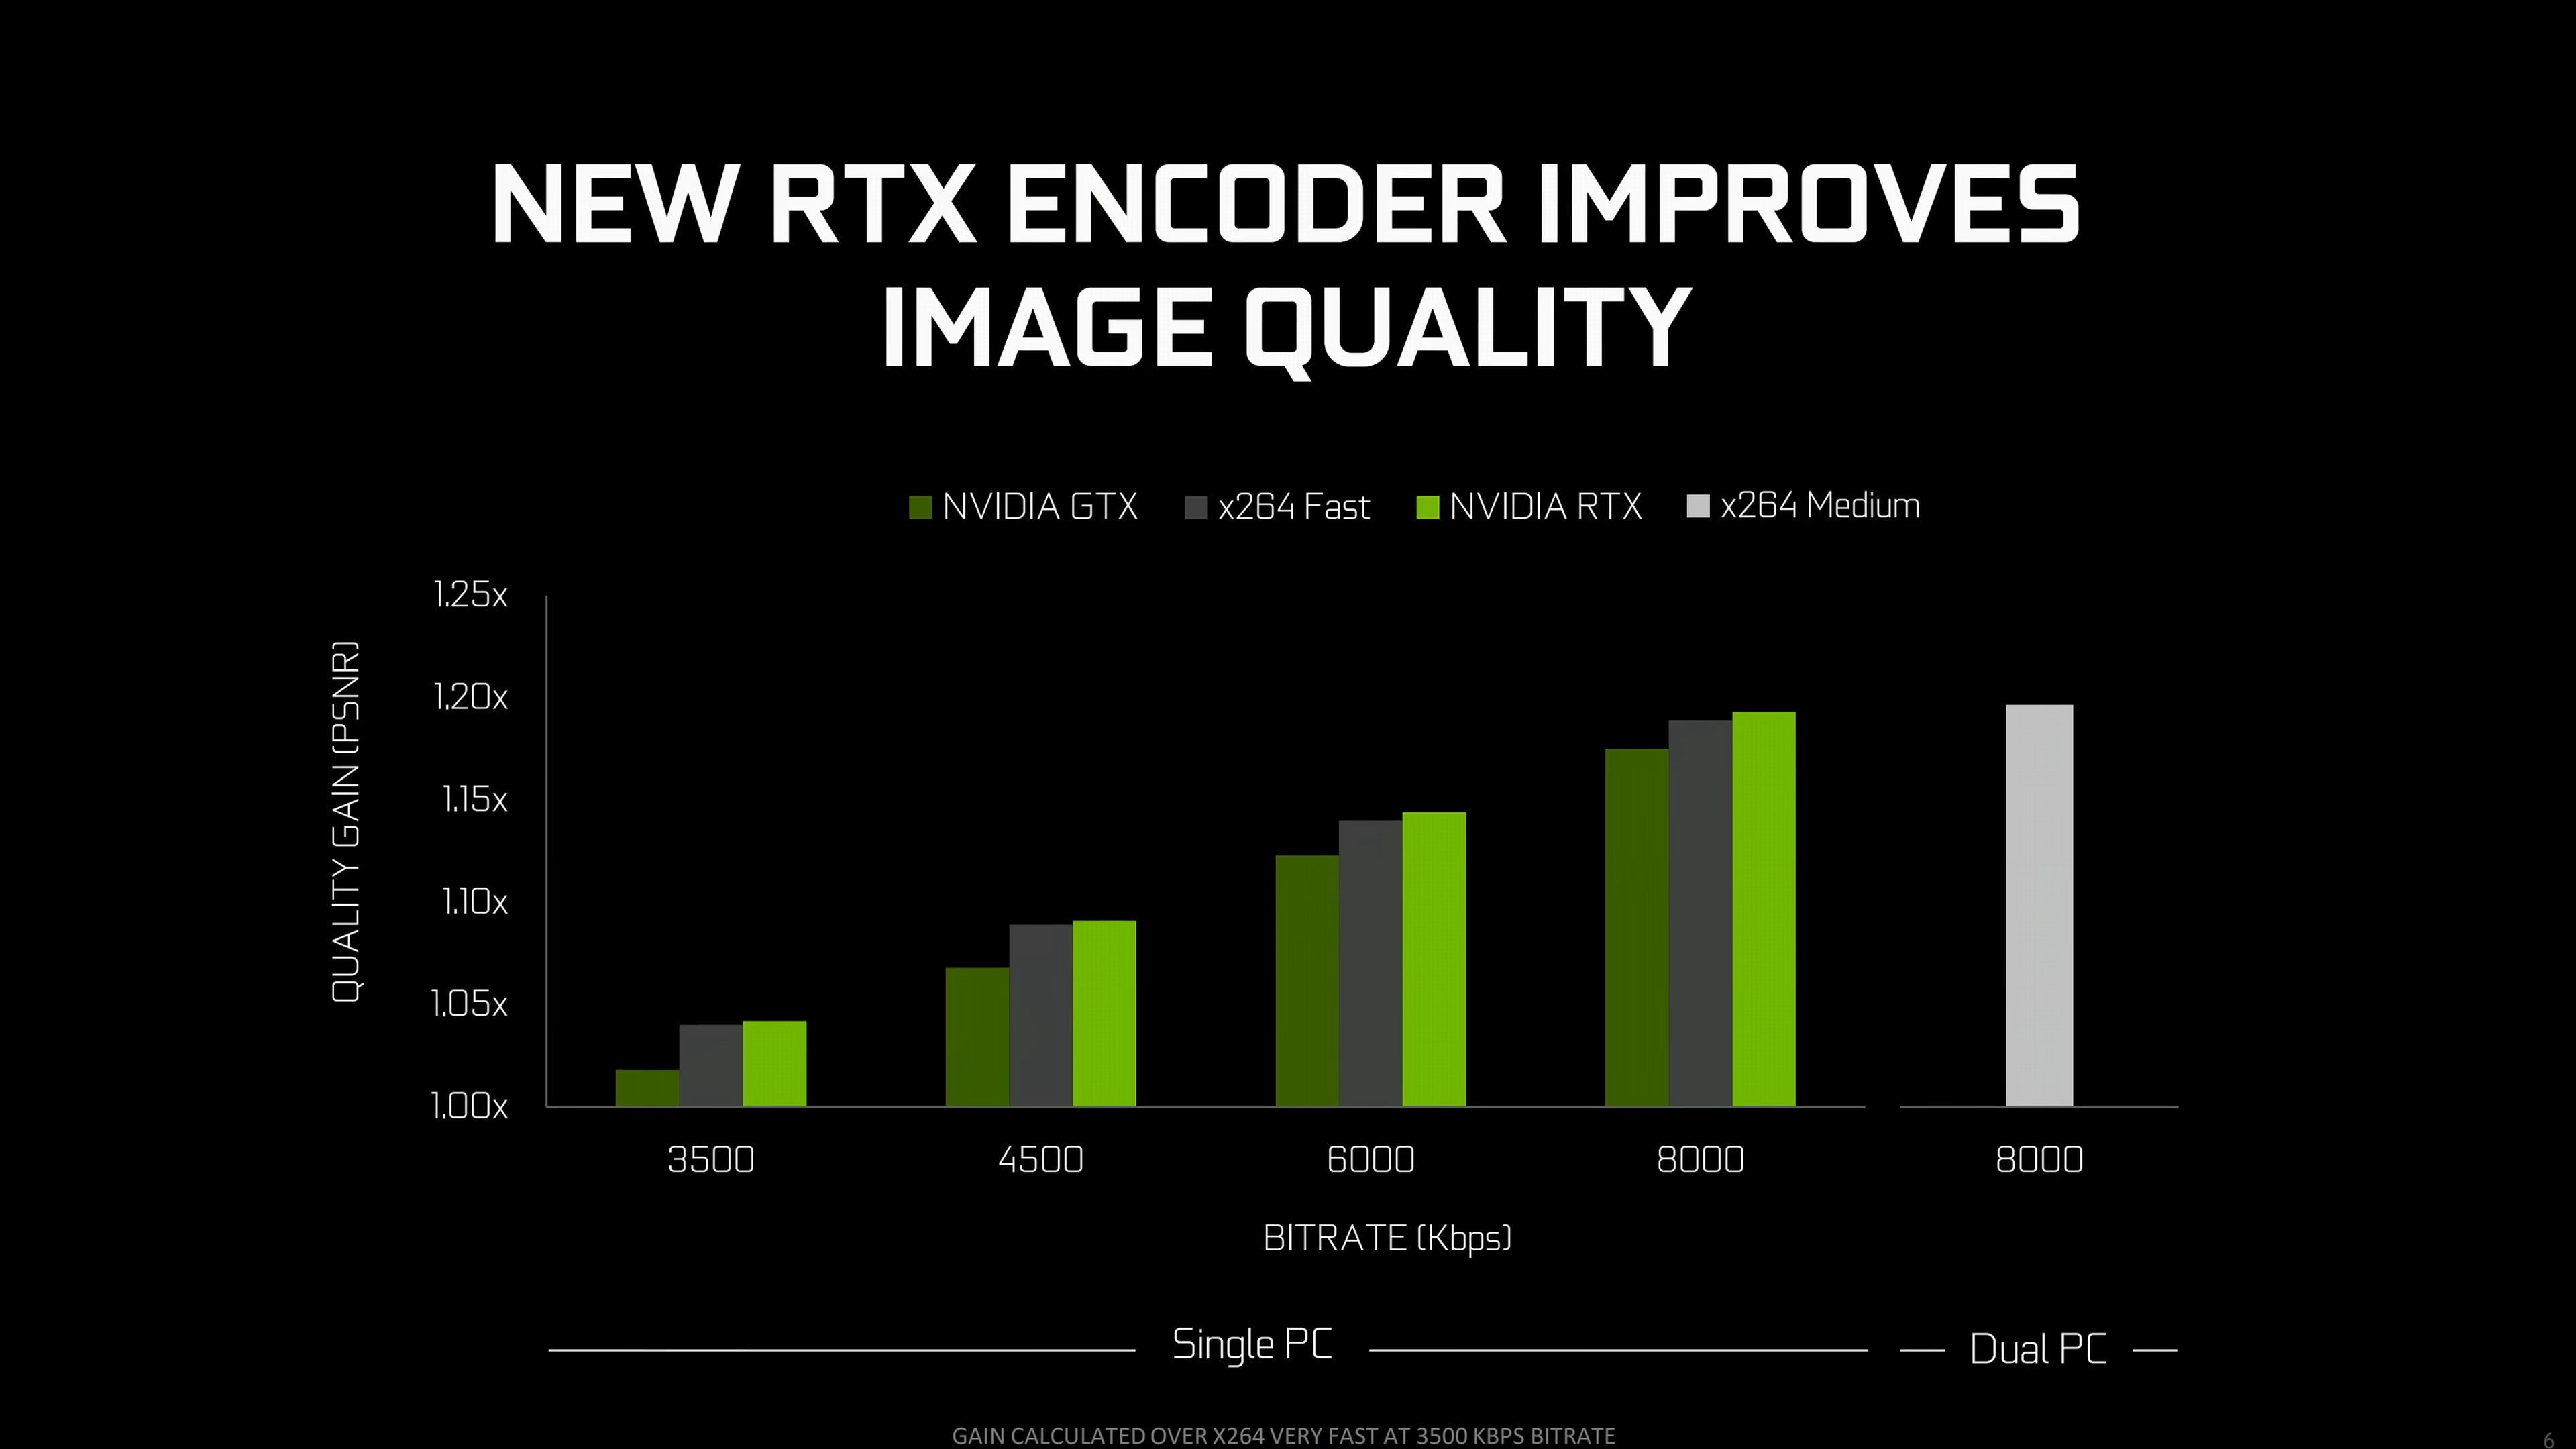 NEW RTX ENCODER IMPROVES
IMAGE QUALITY
NVIDIA GTX
x264 Fast
NVIDIA RTX
x264 Medium
QUALITY GAIN (PSNR)
1.25x
1.20x
1.15x
1.10x
1.05x
1.00x
3500
4500
6000
8000
8000
BITRATE (Kbps)
Single PC
Dual PC
GAIN CALCULATED OVER X264 VERY FAST AT 3500 KBPS BITRATE
6